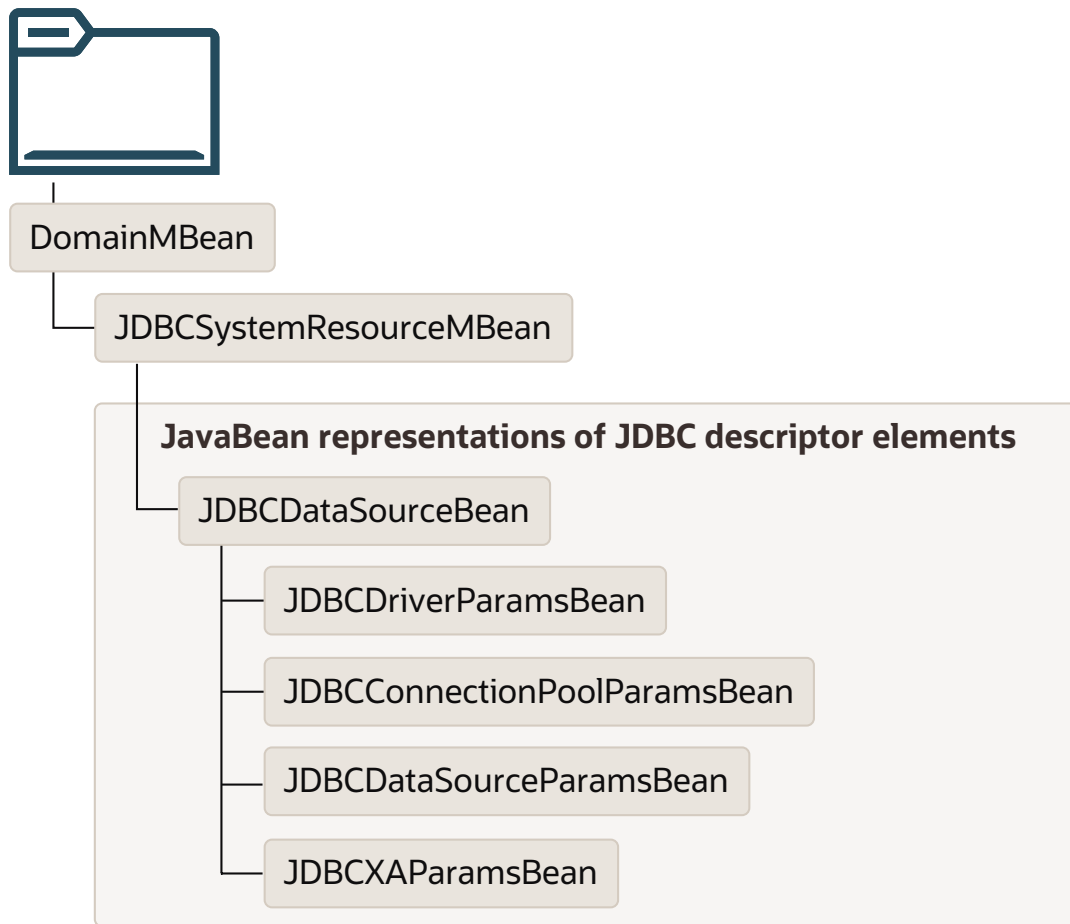 DomainMBean
JDBCSystemResourceMBean
JavaBean representations of JDBC descriptor elements
JDBCDataSourceBean
JDBCDriverParamsBean
JDBCConnectionPoolParamsBean
JDBCDataSourceParamsBean
JDBCXAParamsBean